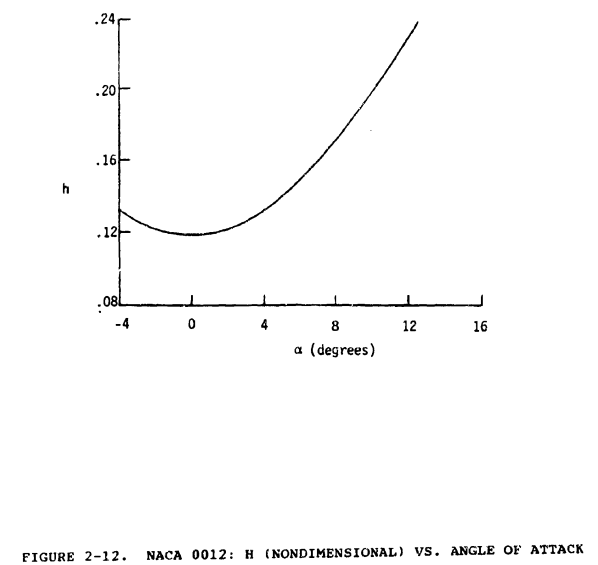 .24
.20
.16
h
.12
.08
-4 0 4 8 12 16
α (degrees)
FIGURE 2-12. NACA 0012: H (NONDIMENSIONAL) VS. ANGLE OF ATTACK